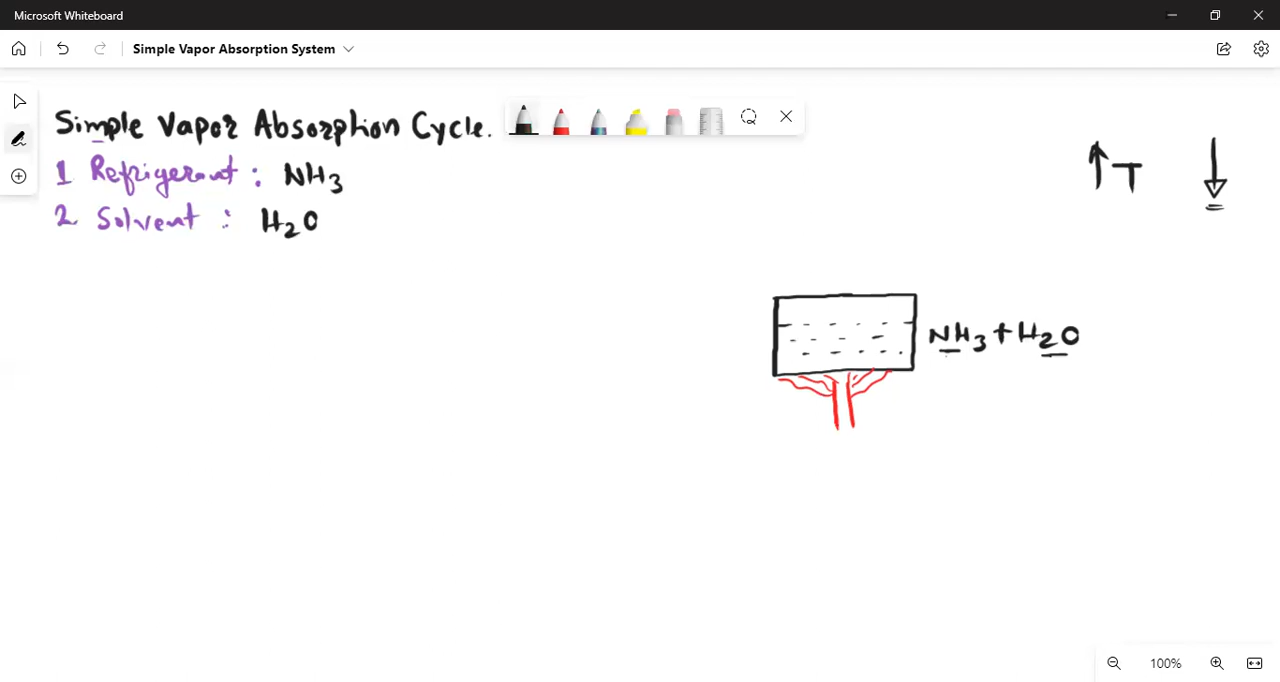 Microsoft Whiteboard
Simple Vapor Absorption System
Simple Vapor Absorption Cycle.
1 Refrigerant : NH3
2 Solvent : H2O
↑T ↓
NH3+H2O
100%